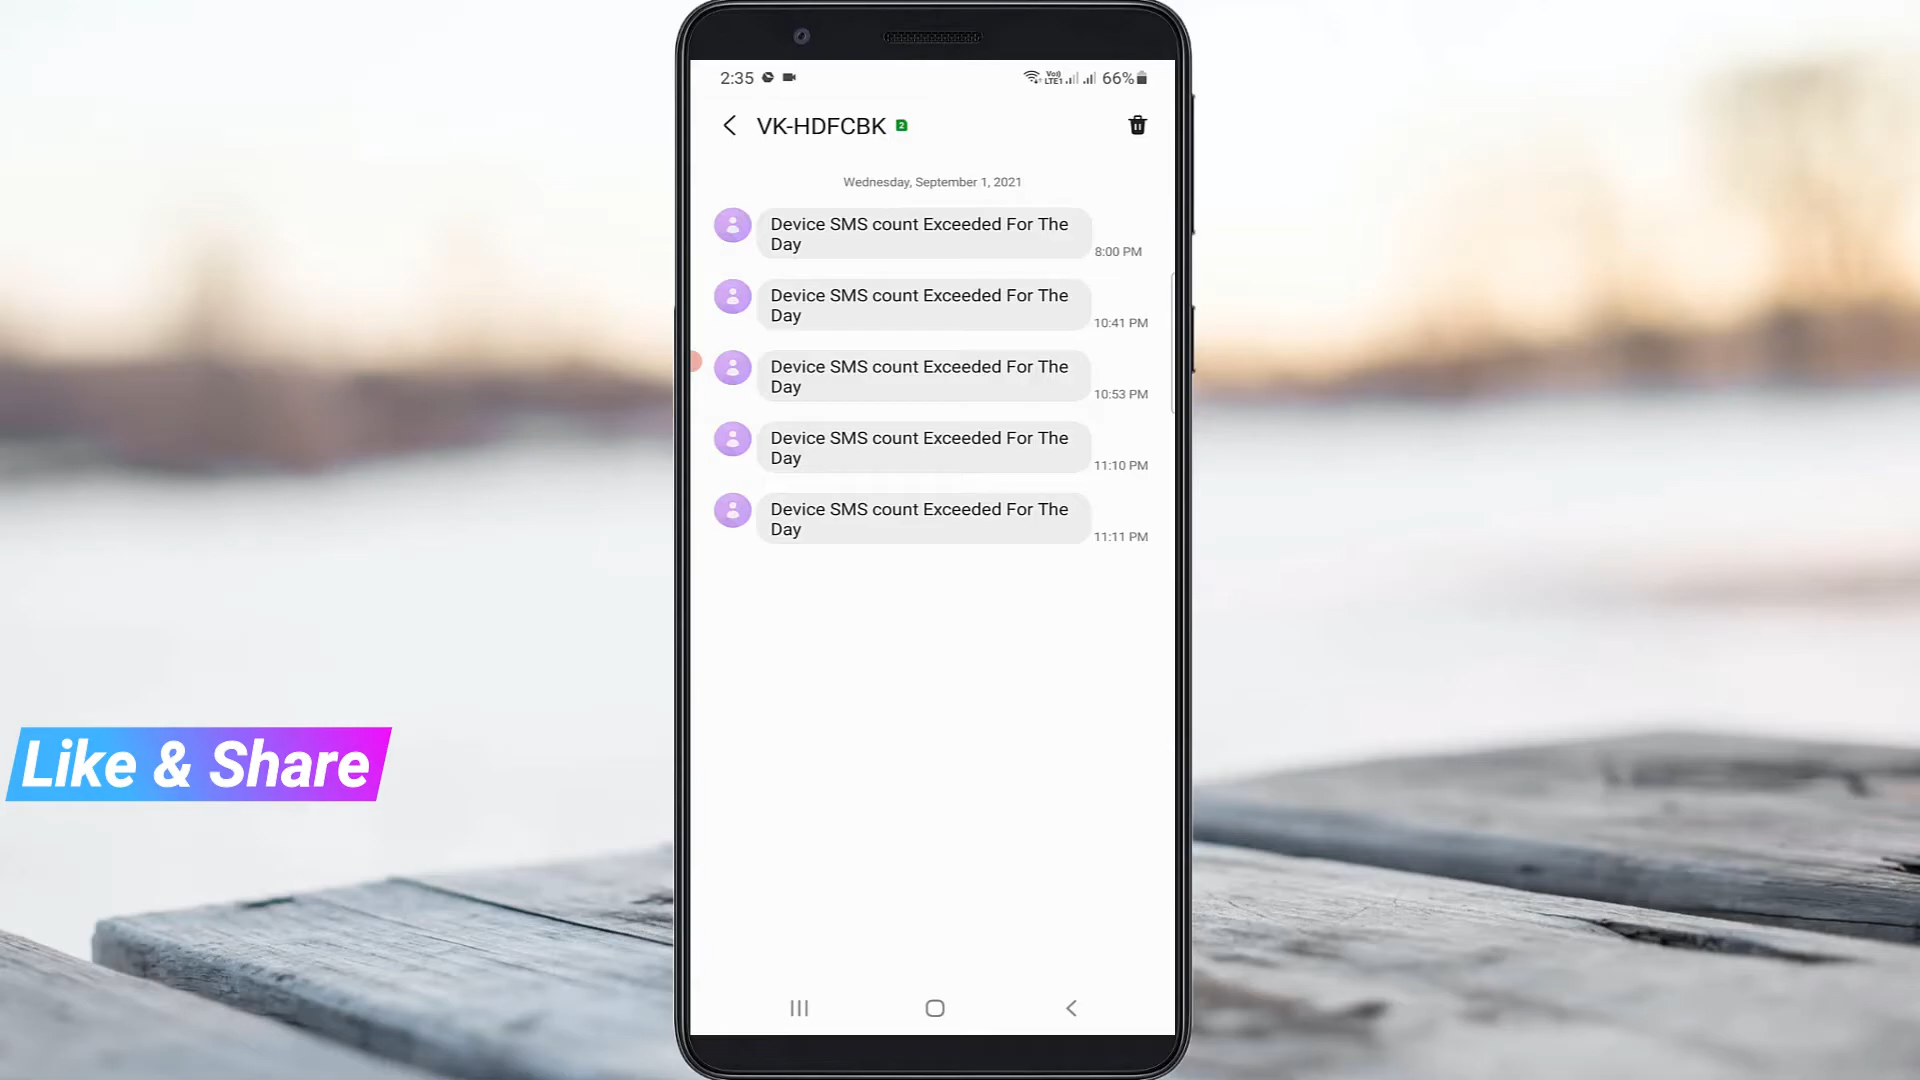 2:35
Vo)
LTE1
66%
VK-HDFCBK 2
Wednesday, September 1, 2021
Device SMS count Exceeded For The
Day
8:00 PM
Device SMS count Exceeded For The
Day
10:41 PM
Device SMS count Exceeded For The
Day
10:53 PM
Device SMS count Exceeded For The
Day
11:10 PM
Device SMS count Exceeded For The
Day
11:11 PM
Like & Share